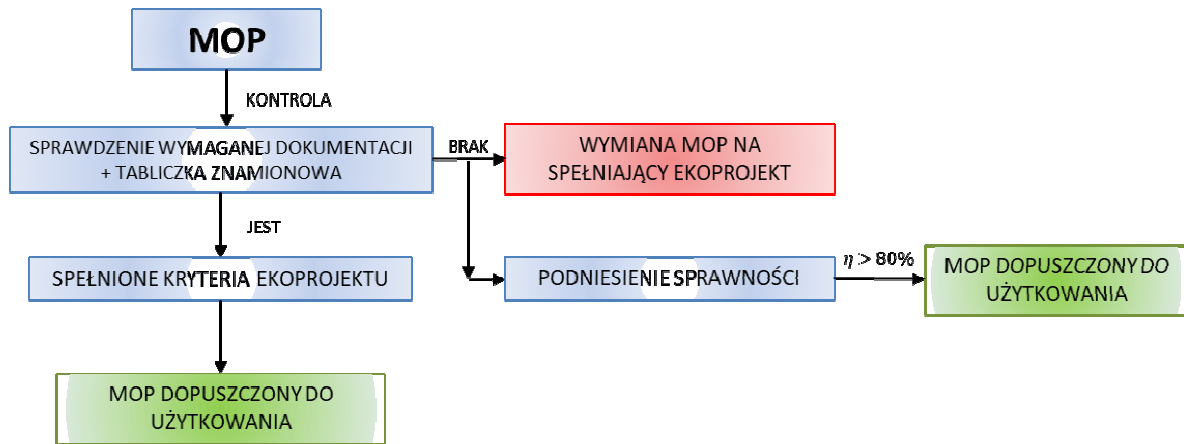 MOP
KONTROLA
SPRAWDZENIE WYMAGANEJ DOKUMENTACJI
+ TABLICZKA ZNAMIONOWA
BRAK
WYMIANA MOP NA
SPEŁNIAJĄCY EKOPROJEKT
JEST
SPEŁNIONE KRYTERIA EKOPROJEKTU
PODNIESIENIE SPRAWNOŚCI
η > 80%
MOP DOPUSZCZONY DO
UŻYTKOWANIA
MOP DOPUSZCZONY DO
UŻYTKOWANIA